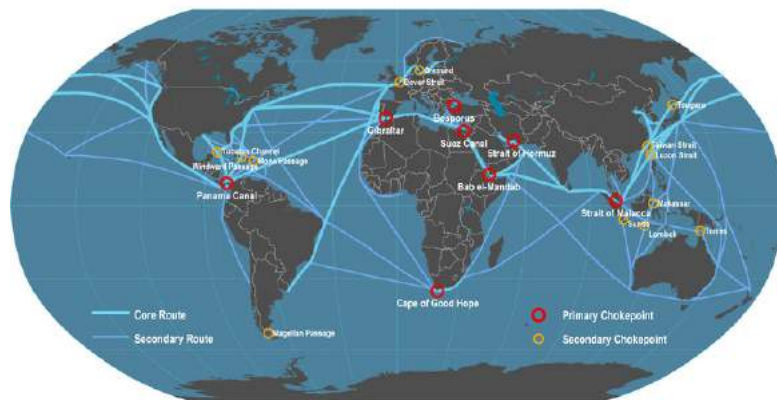 Oresund
Dover Strait
Bosporus
Tsugaru
Gibraltar
Suez Canal
Strait of Hormuz
Taiwan Strait
Luzon Strait
Yucatan Channel
Windward Passage
Mona Passage
Bab el-Mandab
Panama Canal
Strait of Malacca
Makassar
Sunda
Lombok
Torres
Cape of Good Hope
Core Route
Primary Chokepoint
Magellan Passage
Secondary Route
Secondary Chokepoint